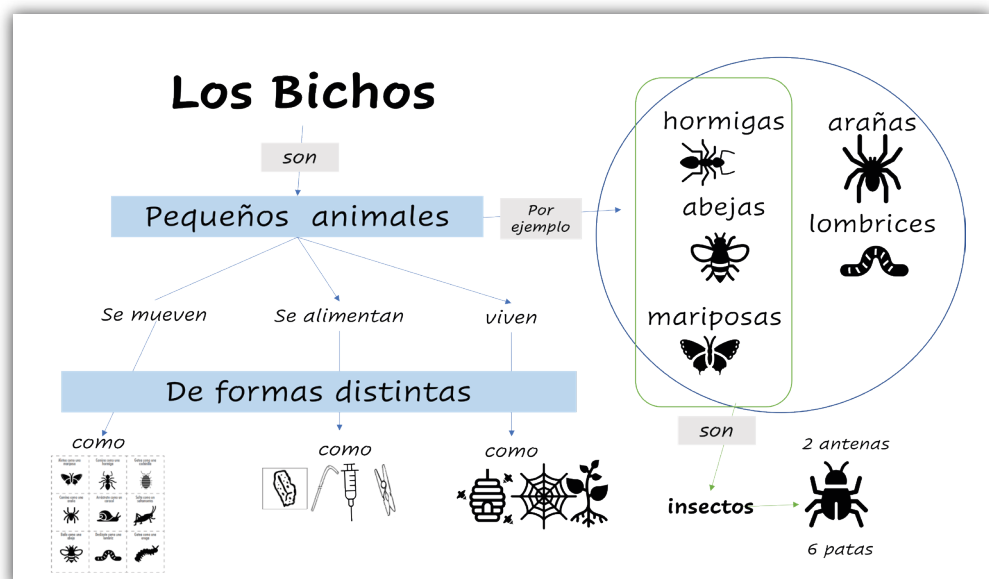 Los Bichos
son
Pequeños animales
Por
ejemplo
hormigas
abejas
mariposas
arañas
lombrices
Se mueven
Se alimentan
viven
De formas distintas
como
como
como
son
insectos
2 antenas
6 patas